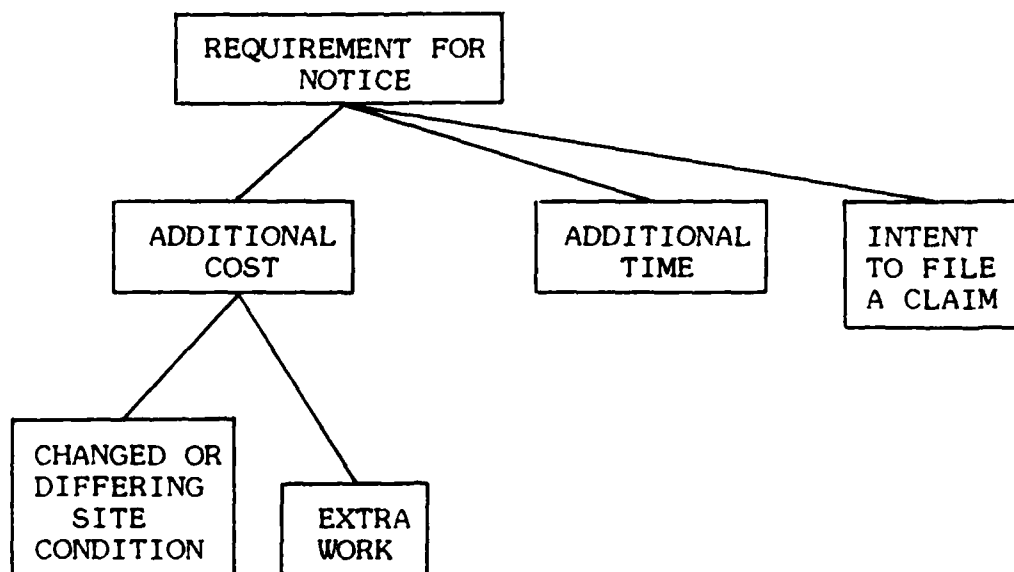 REQUIREMENT FOR
NOTICE
ADDITIONAL
COST
ADDITIONAL
TIME
INTENT
TO FILE
A CLAIM
CHANGED OR
DIFFERING
SITE
CONDITION
EXTRA
WORK